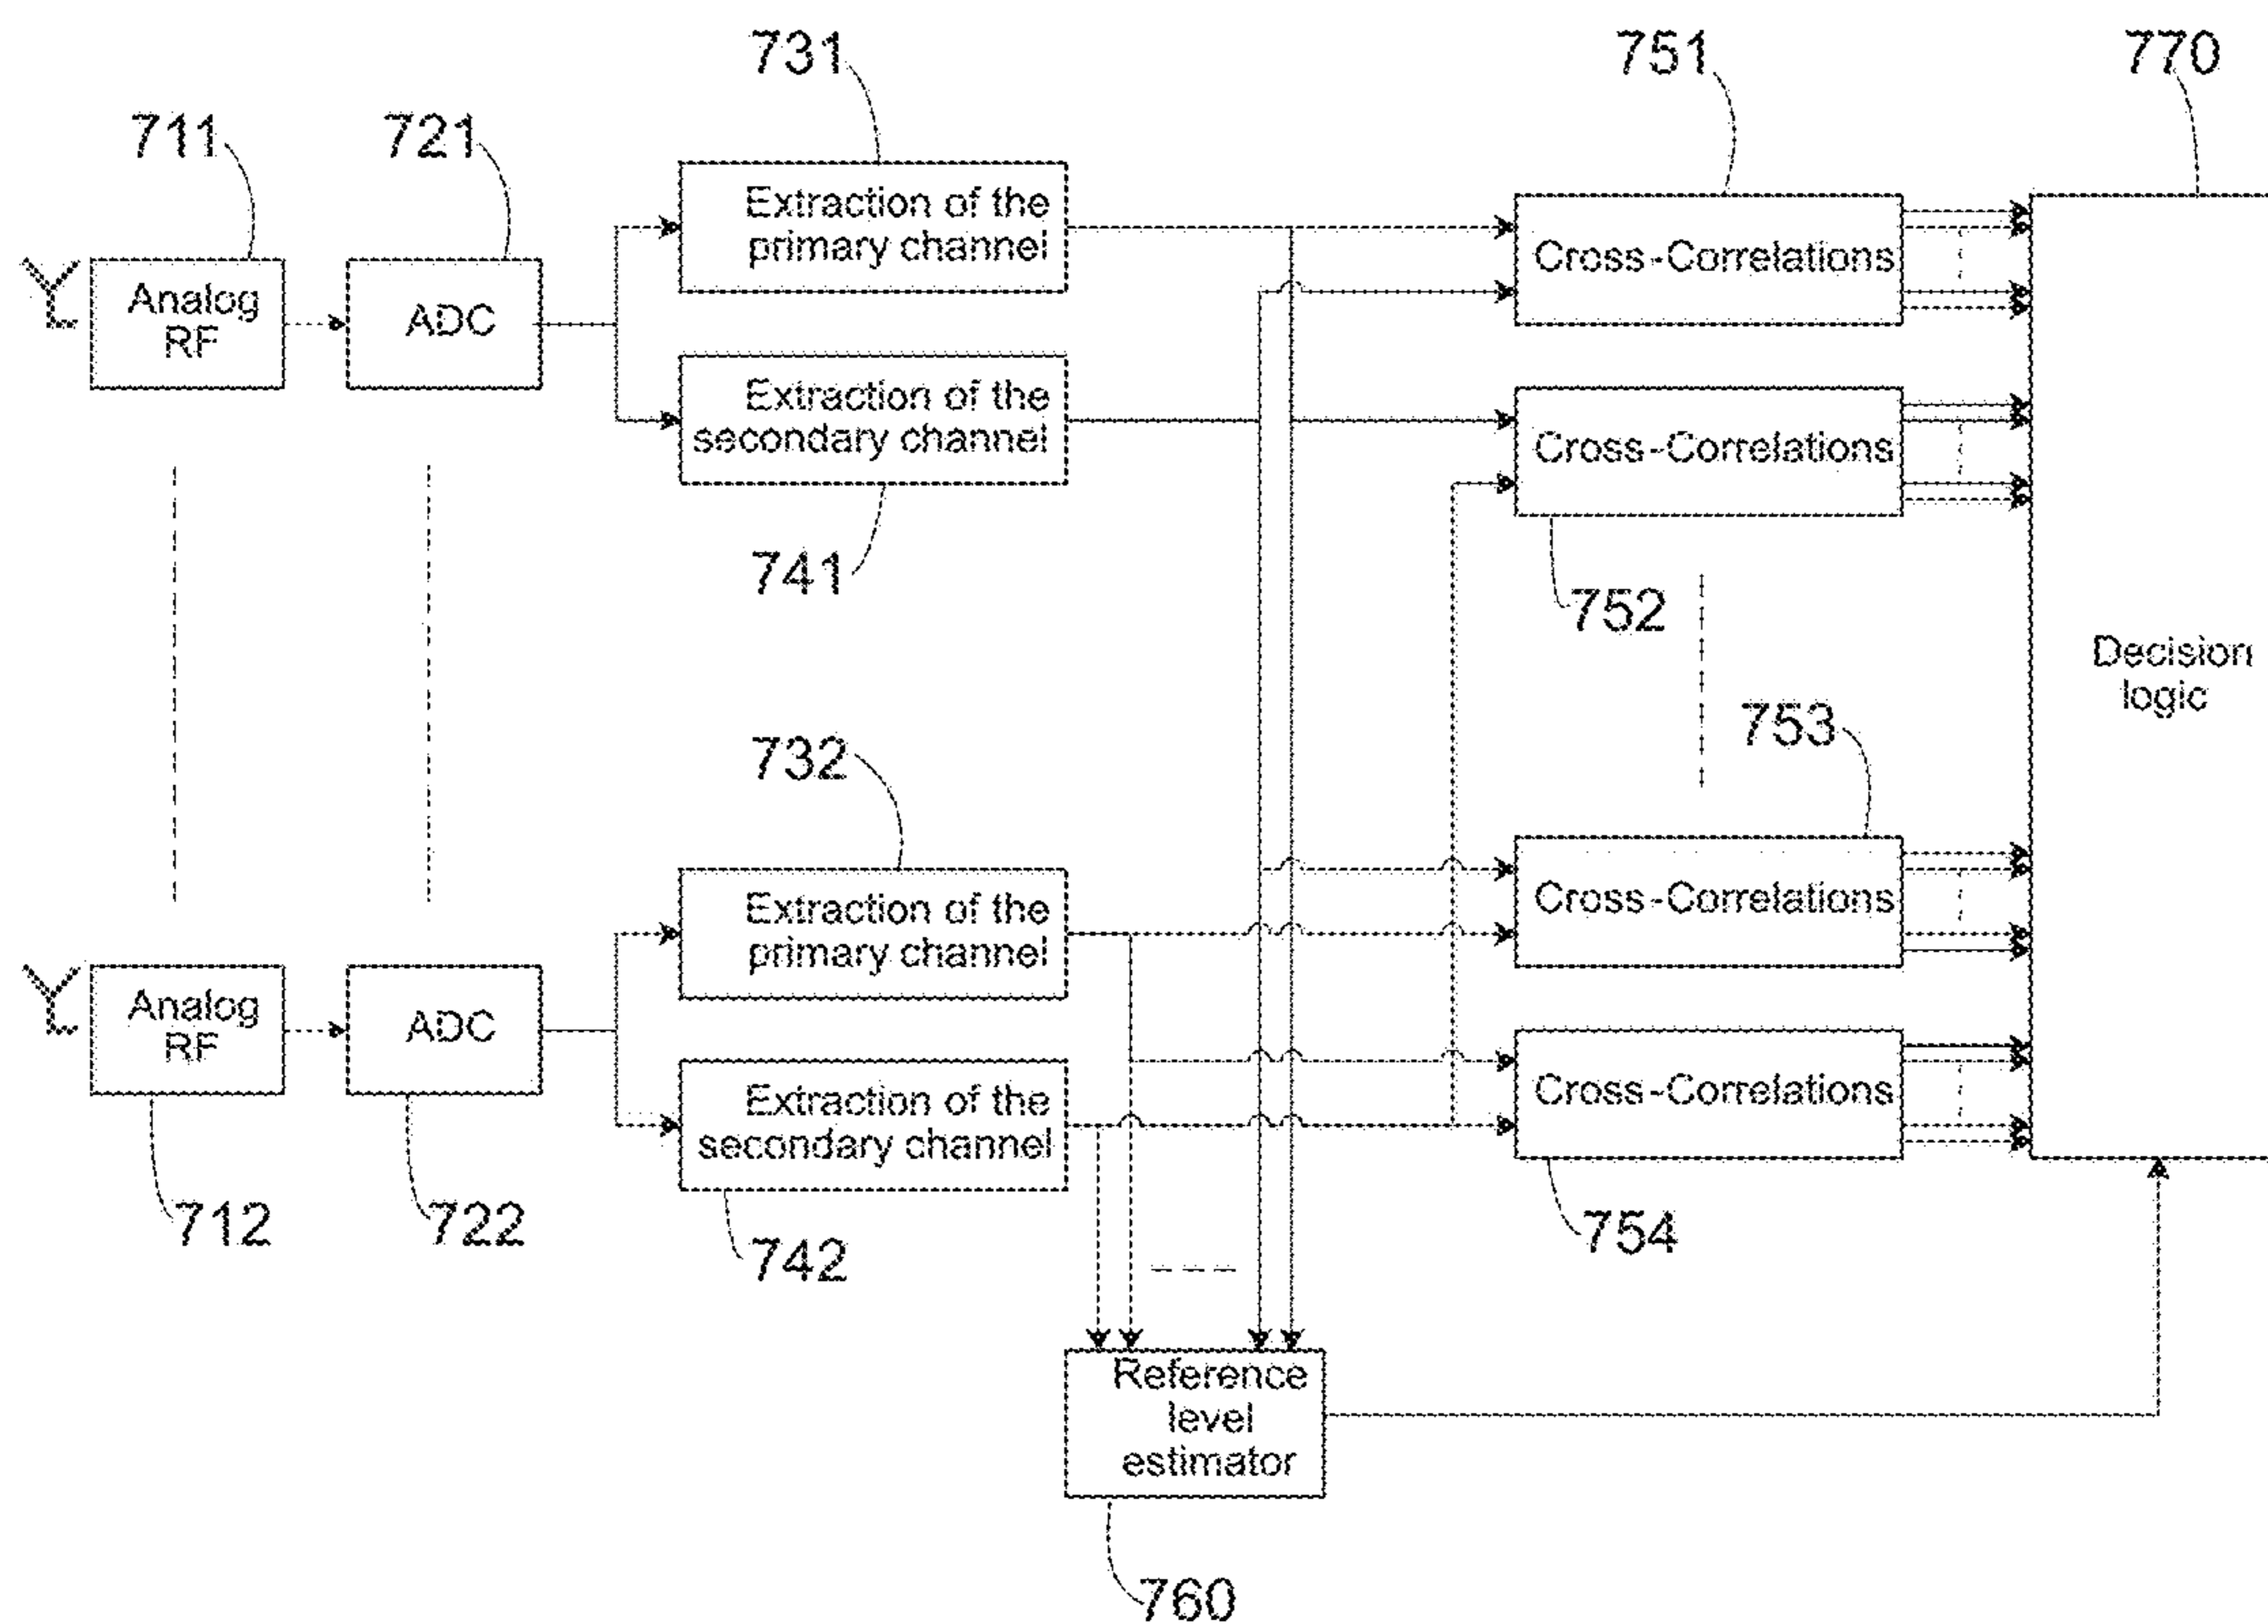 731
751
770
711
721
Extraction of the
primary channel
Cross-Correlations
Analog
RF
ADC
Extraction of the
secondary channel
Cross-Correlations
741
752
Decision
logic
753
732
Extraction of the
primary channel
Cross-Correlations
Analog
RF
ADC
Extraction of the
secondary channel
Cross-Correlations
712
722
742
754
Reference
level
estimator
760